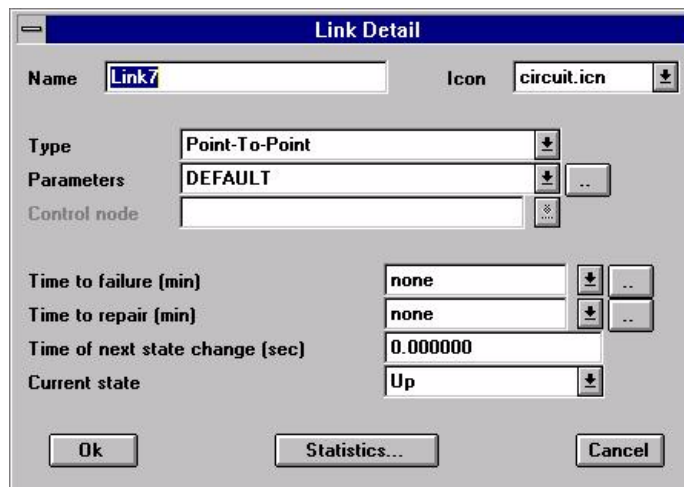 Link Detail
Name Link7 Icon circuit.icn
Type Point-To-Point
Parameters DEFAULT ..
Control node
Time to failure (min) none ..
Time to repair (min) none ..
Time of next state change (sec) 0.000000
Current state Up
Ok Statistics... Cancel